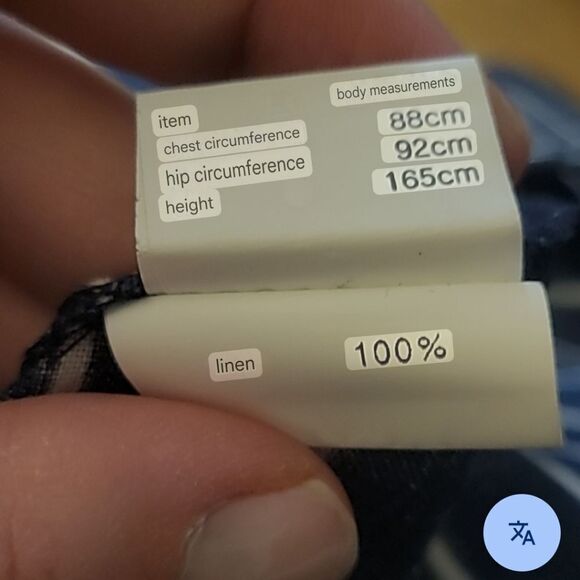 item body measurements
chest circumference 88cm
hip circumference 92cm
height 165cm
linen 100%